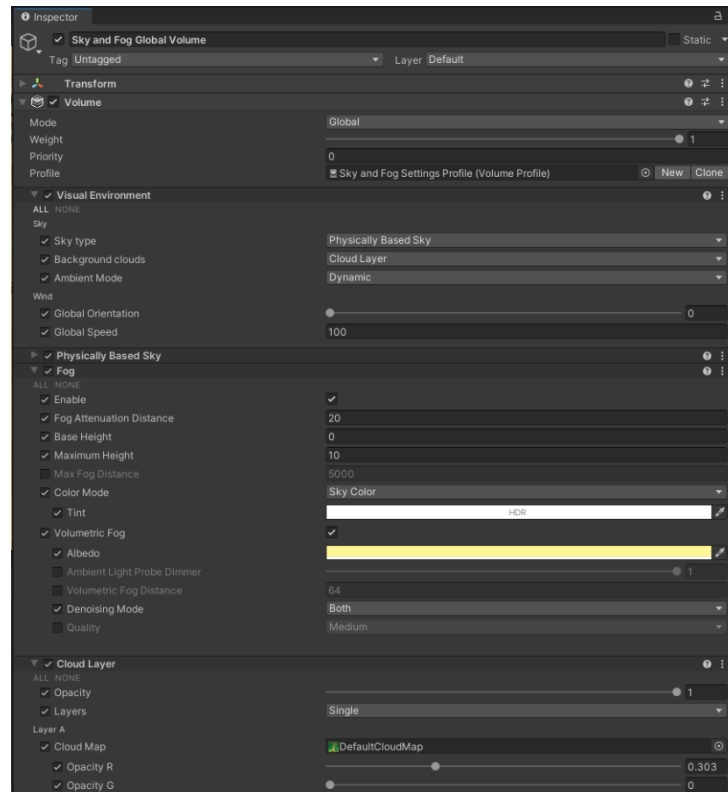 Inspector
Sky and Fog Global Volume Static
Tag Untagged Layer Default
Transform
Volume
Mode Global
Weight 1
Priority 0
Profile Sky and Fog Settings Profile (Volume Profile) New Clone
Visual Environment
ALL NONE
Sky
Sky type Physically Based Sky
Background clouds Cloud Layer
Ambient Mode Dynamic
Wind
Global Orientation 0
Global Speed 100
Physically Based Sky
Fog
ALL NONE
Enable
Fog Attenuation Distance 20
Base Height 0
Maximum Height 10
Max Fog Distance 5000
Color Mode Sky Color
Tint HDR
Volumetric Fog
Albedo
Ambient Light Probe Dimmer 1
Volumetric Fog Distance 64
Denoising Mode Both
Quality Medium
Cloud Layer
ALL NONE
Opacity 1
Layers Single
Layer A
Cloud Map DefaultCloudMap
Opacity R 0.303
Opacity G 0